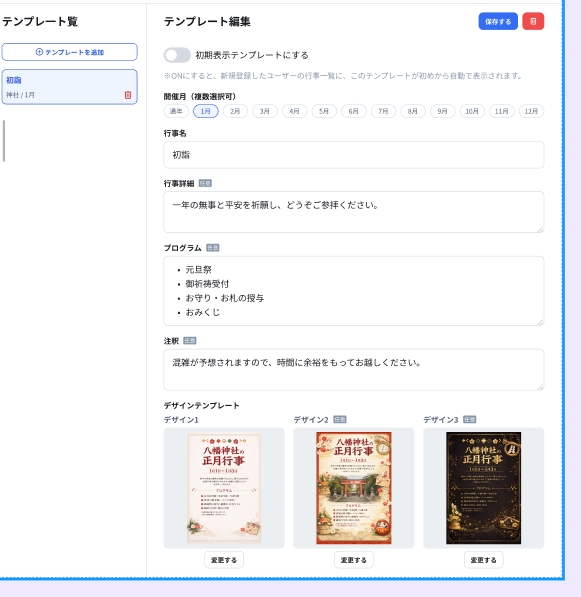 テンプレート一覧
テンプレートを追加
初詣
神社 / 1月
テンプレート編集
保存する
初期表示テンプレートにする
※ONにすると、新規登録したユーザーの行事一覧に、このテンプレートが初めから自動で表示されます。
開催月（複数選択可）
通年 1月 2月 3月 4月 5月 6月 7月 8月 9月 10月 11月 12月
行事名
初詣
行事詳細 任意
一年の無事と平安を祈願し、どうぞご参拝ください。
プログラム 任意
• 元旦祭
• 御祈祷受付
• お守り・お札の授与
• おみくじ
注釈 任意
混雑が予想されますので、時間に余裕をもってお越しください。
デザインテンプレート
デザイン1 デザイン2 任意 デザイン3 任意
八幡神社の
正月行事
プログラム
八幡神社の
正月行事
プログラム
八幡神社の
正月行事
プログラム
変更する 変更する 変更する